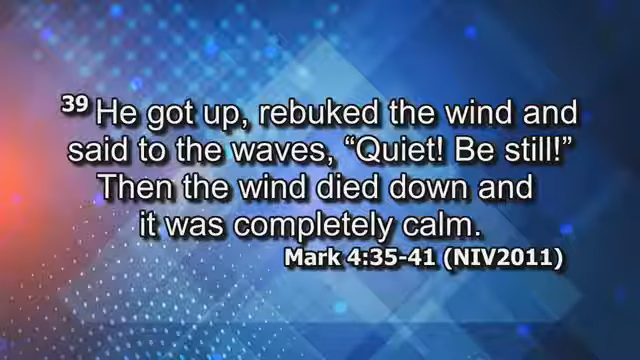 39 He got up, rebuked the wind and
said to the waves, “Quiet! Be still!”
Then the wind died down and
it was completely calm.
Mark 4:35-41 (NIV2011)